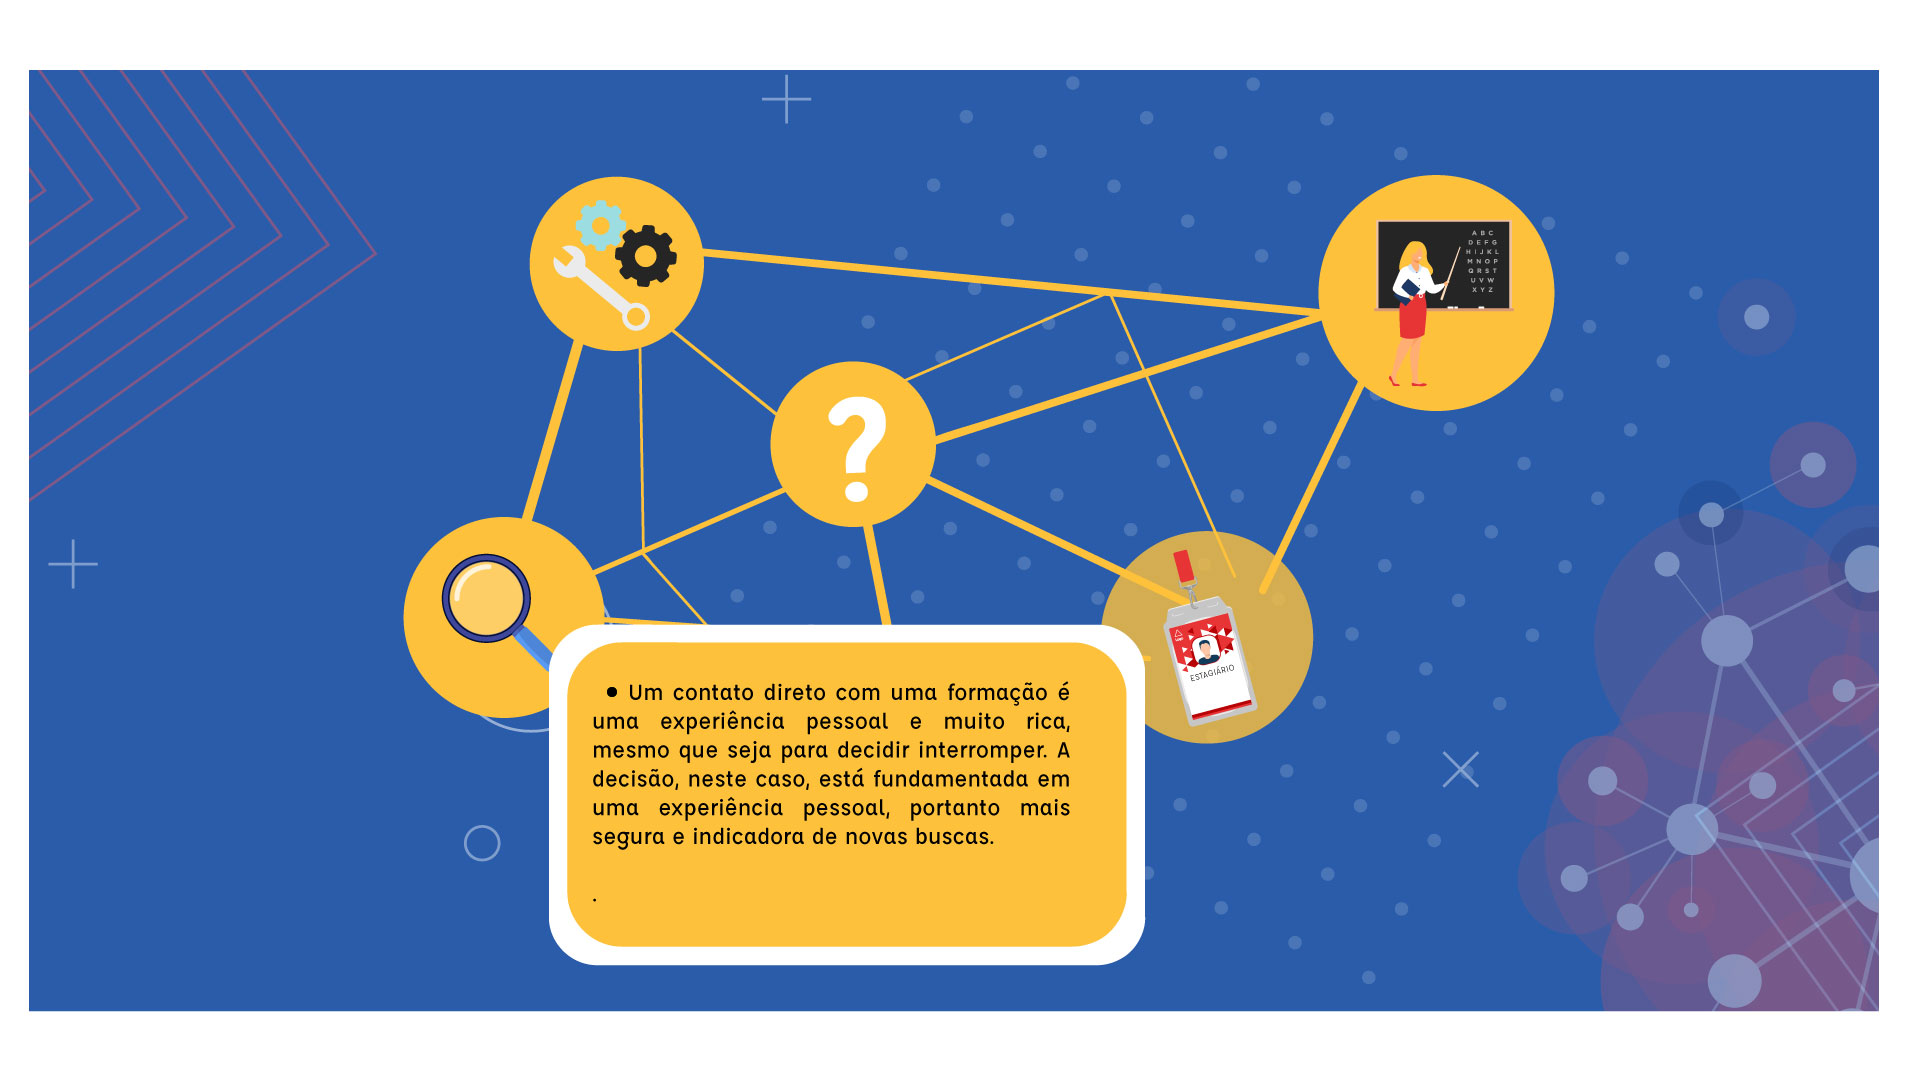 A B C
D E F G
H I J K L
M N O P
Q R S T
U V W
X Y Z
?
ESTAGIÁRIO
• Um contato direto com uma formação é
uma experiência pessoal e muito rica,
mesmo que seja para decidir interromper. A
decisão, neste caso, está fundamentada em
uma experiência pessoal, portanto mais
segura e indicadora de novas buscas.
.